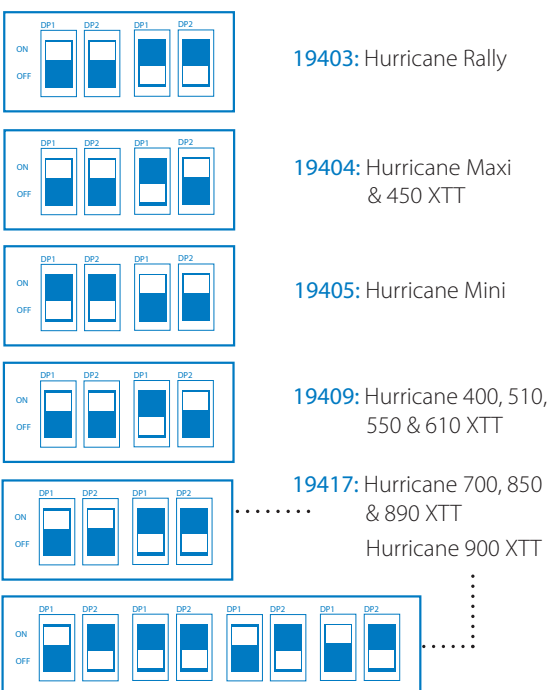 DP1 DP2 DP1 DP2
ON
OFF
19403: Hurricane Rally
DP1 DP2 DP1 DP2
ON
OFF
19404: Hurricane Maxi
& 450 XTT
DP1 DP2 DP1 DP2
ON
OFF
19405: Hurricane Mini
DP1 DP2 DP1 DP2
ON
OFF
19409: Hurricane 400, 510,
550 & 610 XTT
DP1 DP2 DP1 DP2
ON
OFF
19417: Hurricane 700, 850
& 890 XTT
Hurricane 900 XTT
DP1 DP2 DP1 DP2 DP1 DP2 DP1 DP2
ON
OFF